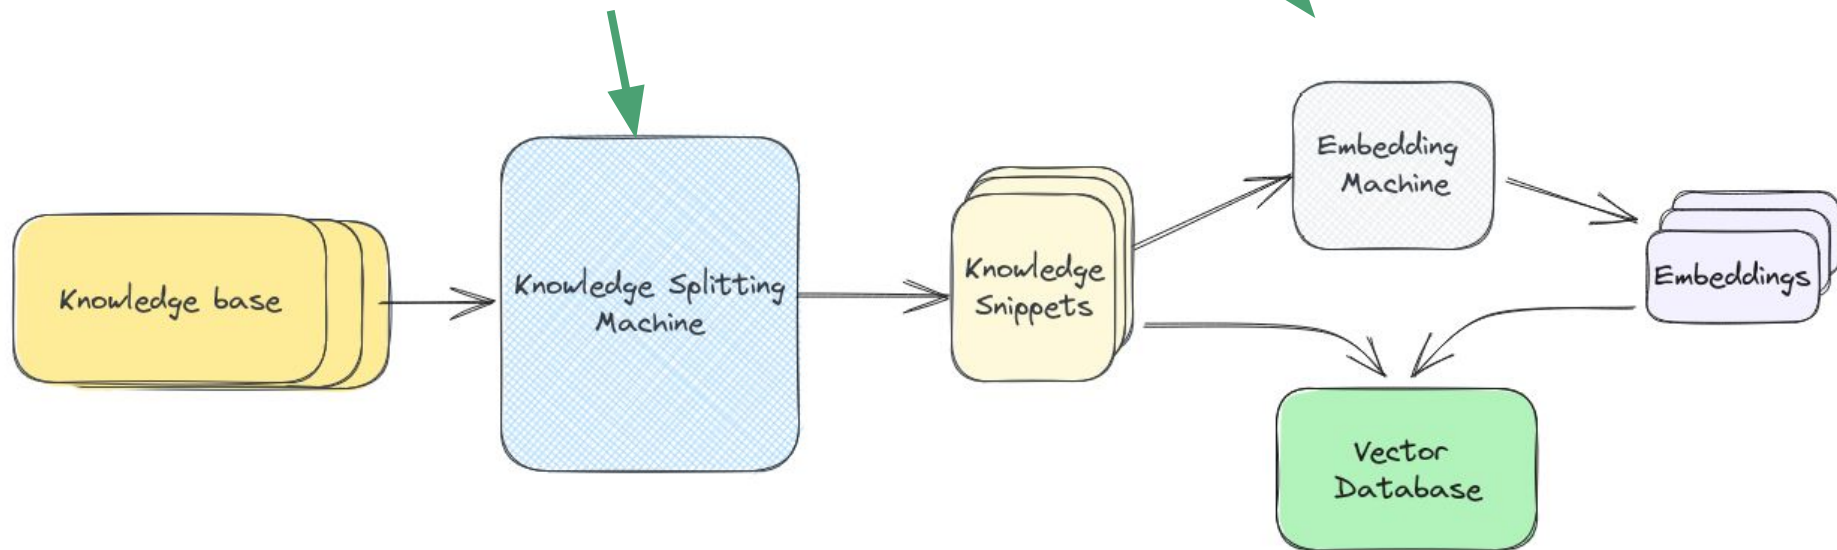 Knowledge base
Knowledge Splitting
Machine
Knowledge
Snippets
Embedding
Machine
Embeddings
Vector
Database